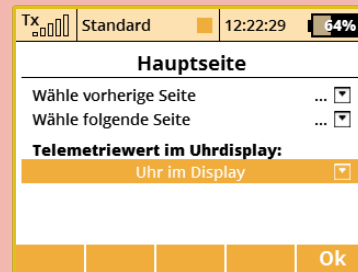 Tx Standard 12:22:29 64%
Hauptseite
Wähle vorherige Seite ...
Wähle folgende Seite ...
Telemetriewert im Uhrdisplay:
Uhr im Display
Ok